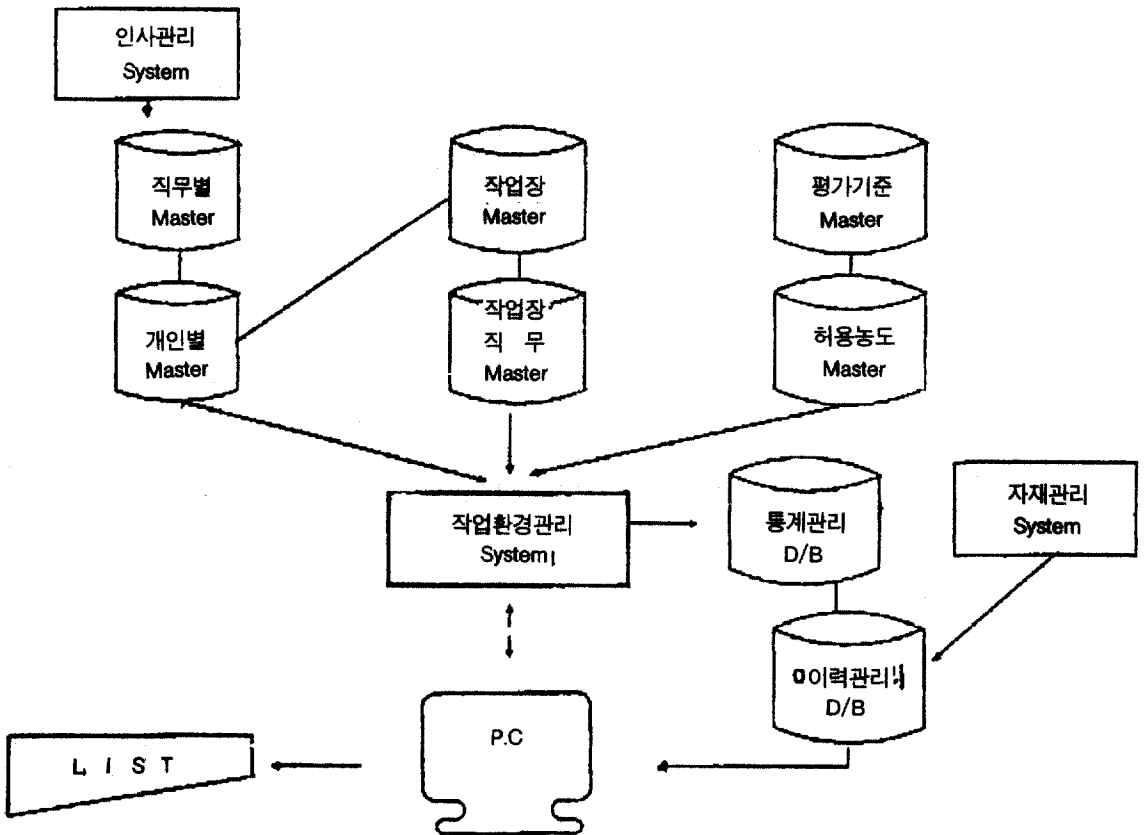 인사관리
System
직무별
Master
작업장
Master
평가기준
Master
개인별
Master
작업장
직 무
Master
허용농도
Master
작업환경관리
System
통계관리
D/B
자재관리
System
이력관리
D/B
P.C
L I S T